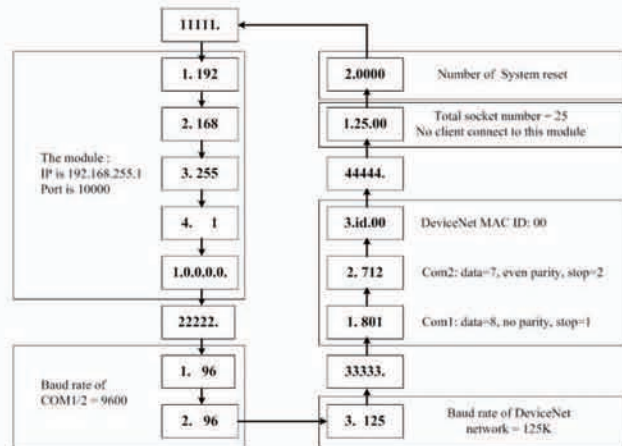 11111.
1. 192
2. 168
3. 255
4. 1
1.0.0.0.0.
The module :
IP is 192.168.255.1
Port is 10000
22222.
1. 96
2. 96
Baud rate of
COM1/2 = 9600
3. 125
Baud rate of DeviceNet
network = 125K
33333.
1. 801
Com1: data=8, no parity, stop=1
2. 712
Com2: data=7, even parity, stop=2
3.id.00
DeviceNet MAC ID: 00
44444.
1.25.00
Total socket number = 25
No client connect to this module
2.0000
Number of System reset